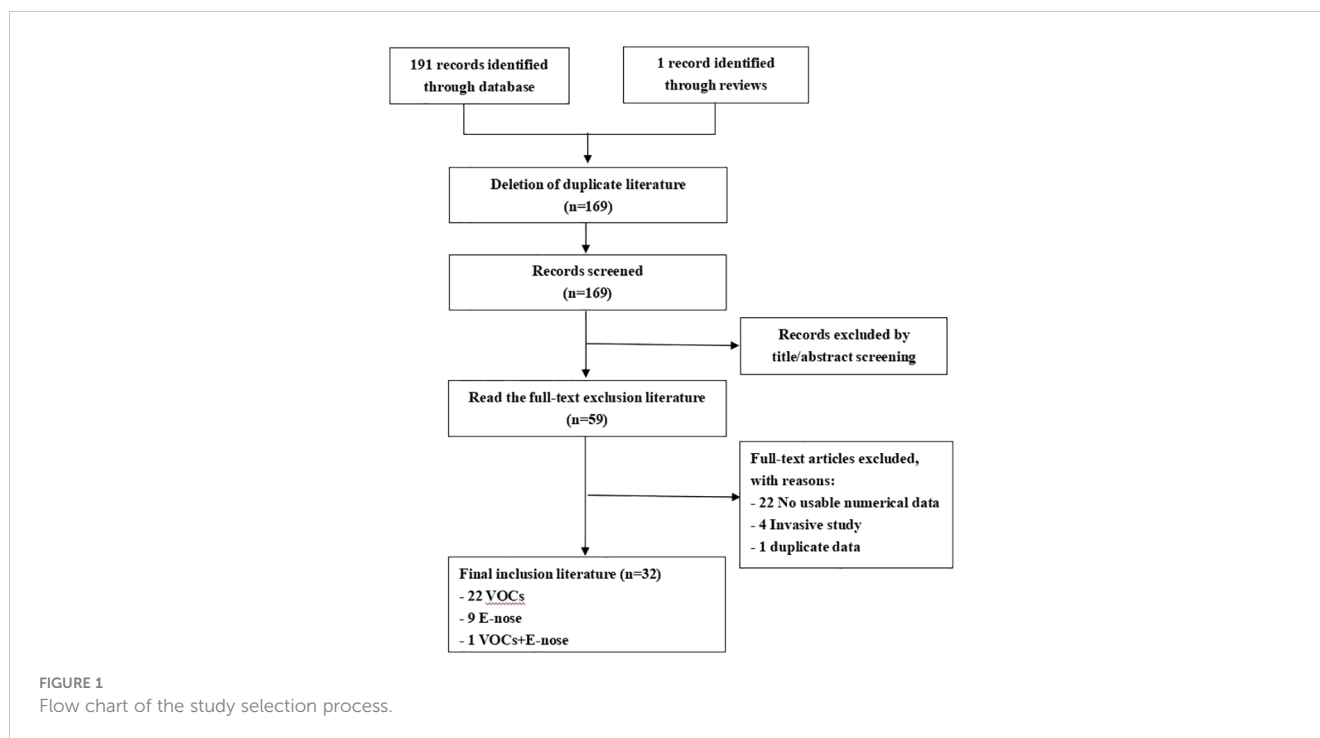 191 records identified
through database
1 record identified
through reviews
Deletion of duplicate literature
(n=169)
Records screened
(n=169)
Records excluded by
title/abstract screening
Read the full-text exclusion literature
(n=59)
Full-text articles excluded,
with reasons:
- 22 No usable numerical data
- 4 Invasive study
- 1 duplicate data
Final inclusion literature (n=32)
- 22 VOCs
- 9 E-nose
- 1 VOCs+E-nose
FIGURE 1
Flow chart of the study selection process.